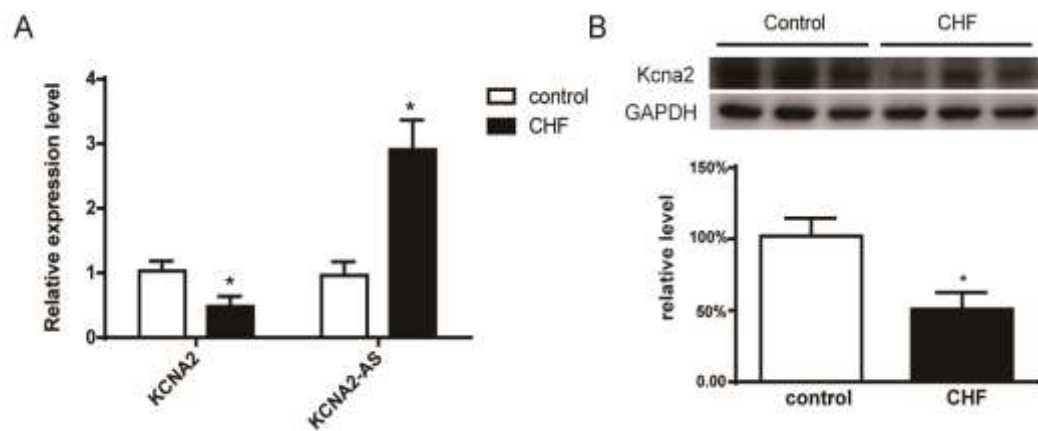 A
Relative expression level
4
3
2
1
0
*
*
KCNA2
KCNA2-AS
control
CHF
B
Control
CHF
Kcna2
GAPDH
relative level
150%
100%
50%
0.00
*
control
CHF